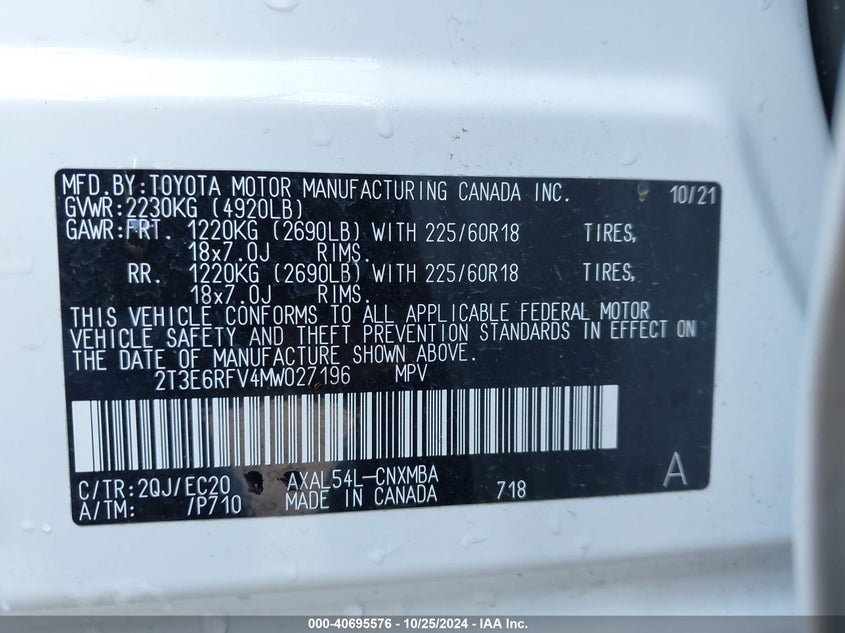 MFD.BY:TOYOTA MOTOR MANUFACTURING CANADA INC. 10/21
GVWR:2230KG (4920LB)
GAWR:FRT. 1220KG (2690LB) WITH 225/60R18 TIRES,
18x7.0J RIMS.
RR. 1220KG (2690LB) WITH 225/60R18 TIRES,
18x7.0J RIMS.
THIS VEHICLE CONFORMS TO ALL APPLICABLE FEDERAL MOTOR
VEHICLE SAFETY AND THEFT PREVENTION STANDARDS IN EFFECT ON
THE DATE OF MANUFACTURE SHOWN ABOVE.
2T3E6RFV4MW027196 MPV
C/TR:2QJ/EC20 AXAL54L-CNXMBA A
A/TM: /P710 MADE IN CANADA 718
000-40695576 - 10/25/2024 - IAA Inc.